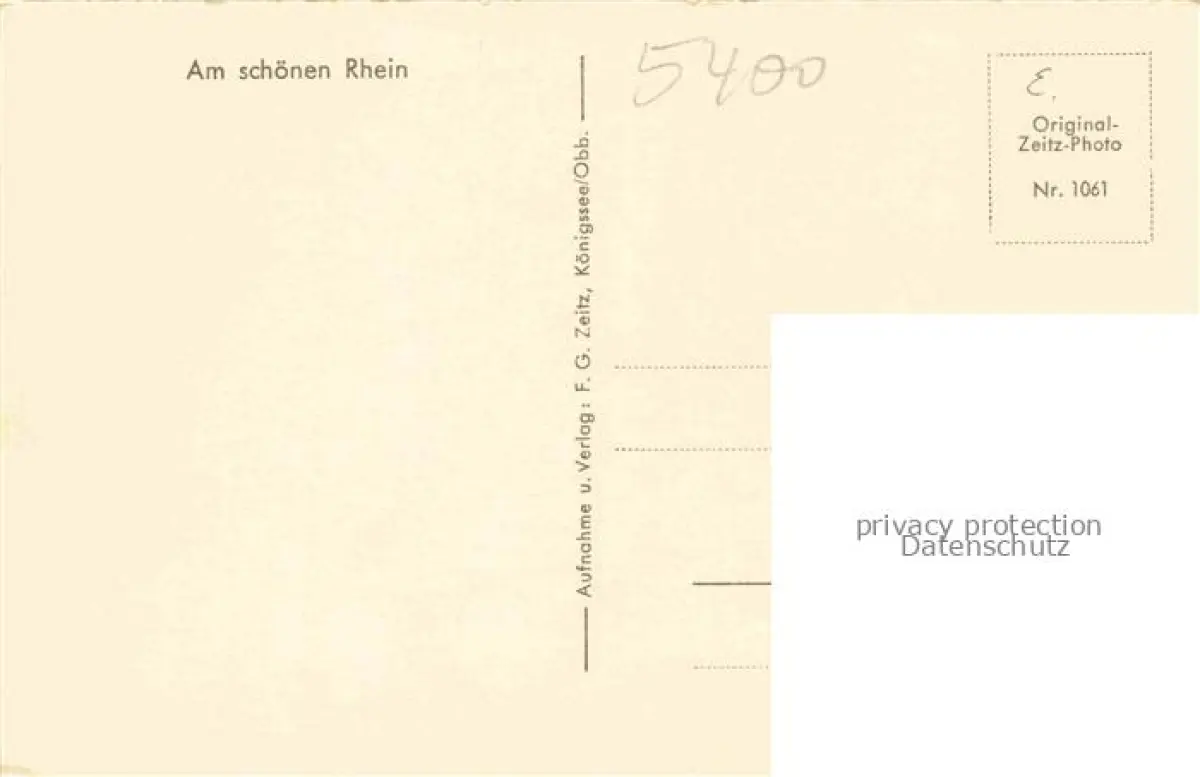 Am schönen Rhein
Aufnahme u. Verlag: F. G. Zeitz, Königssee/Obb.
5400
Original-
Zeitz-Photo
Nr. 1061
privacy protection
Datenschutz